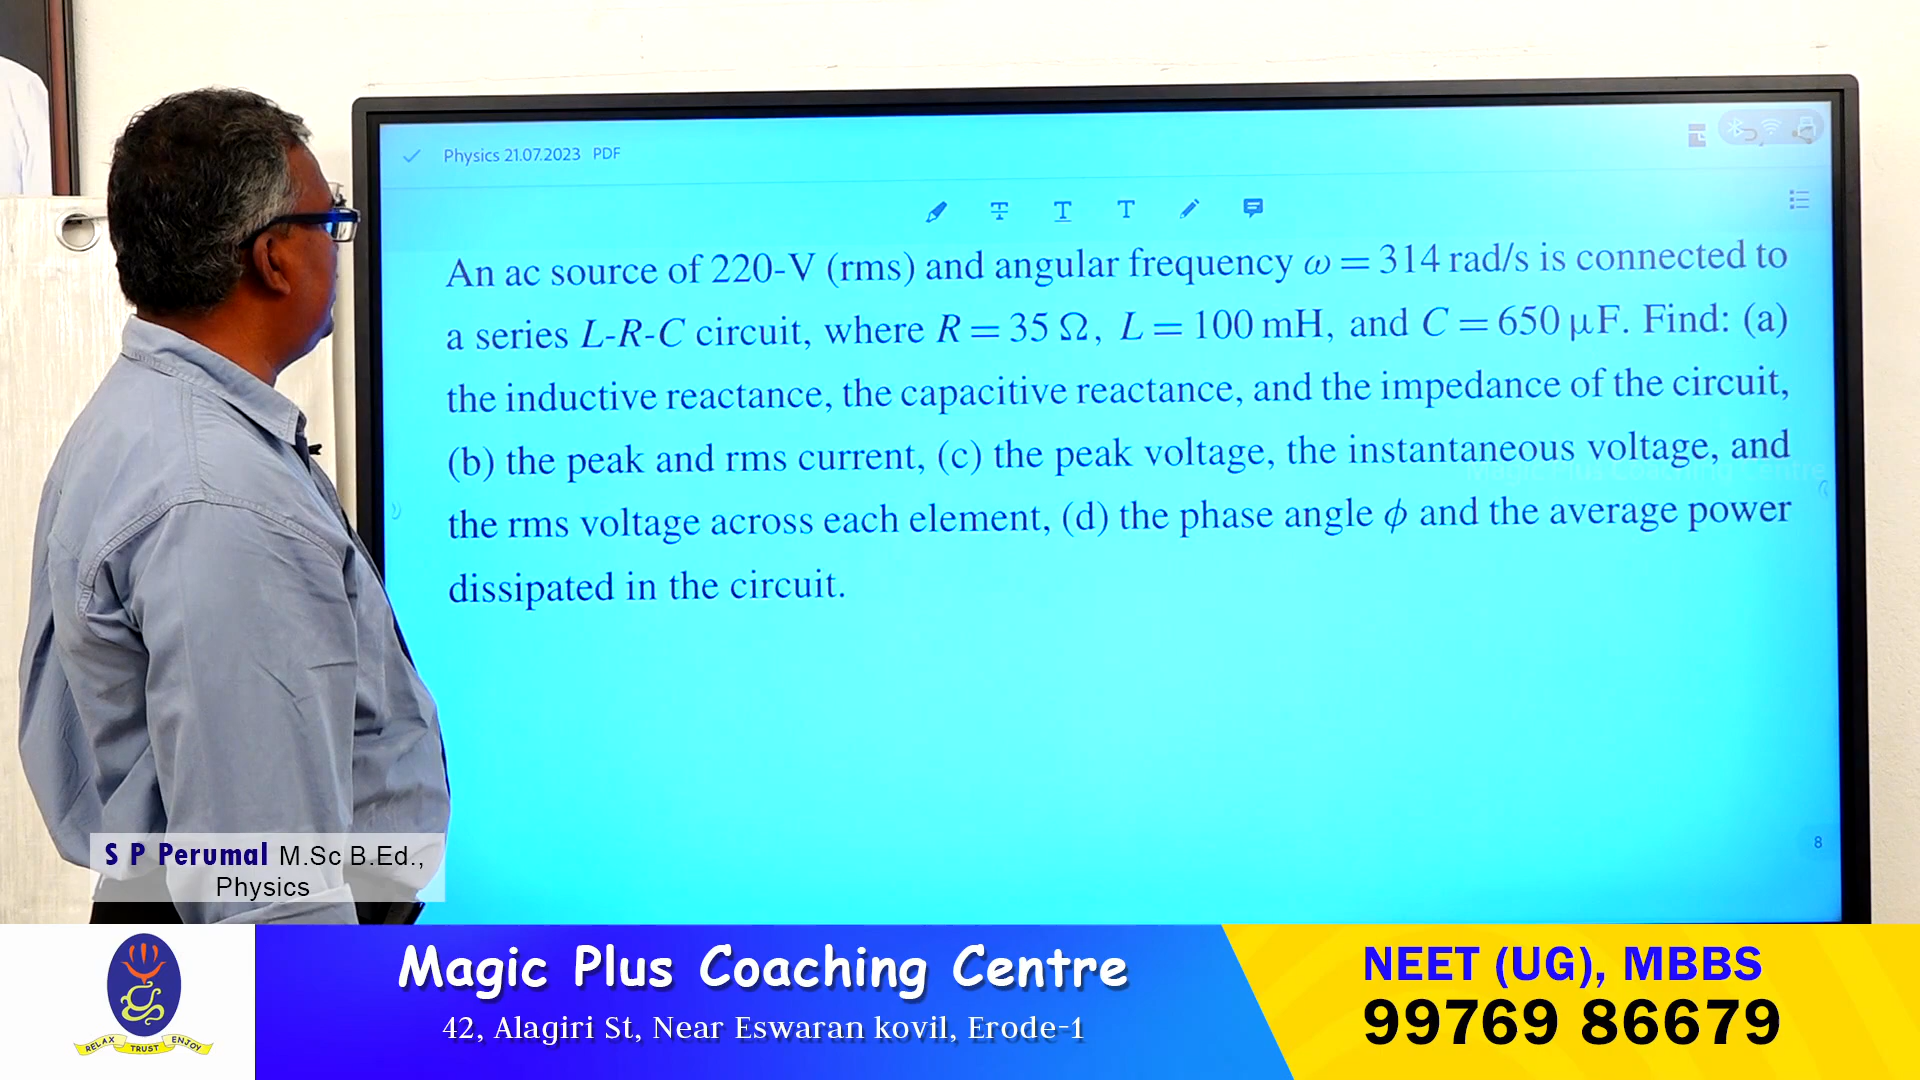 Physics 21.07.2023 PDF
An ac source of 220-V (rms) and angular frequency ω = 314 rad/s is connected to
a series L-R-C circuit, where R = 35 Ω, L = 100 mH, and C = 650 μF. Find: (a)
the inductive reactance, the capacitive reactance, and the impedance of the circuit,
(b) the peak and rms current, (c) the peak voltage, the instantaneous voltage, and
Magic Plus Coaching Centre
the rms voltage across each element, (d) the phase angle ϕ and the average power
dissipated in the circuit.
8
S P Perumal M.Sc B.Ed.,
Physics
RELAX TRUST ENJOY
Magic Plus Coaching Centre
42, Alagiri St, Near Eswaran kovil, Erode-1
NEET (UG), MBBS
99769 86679